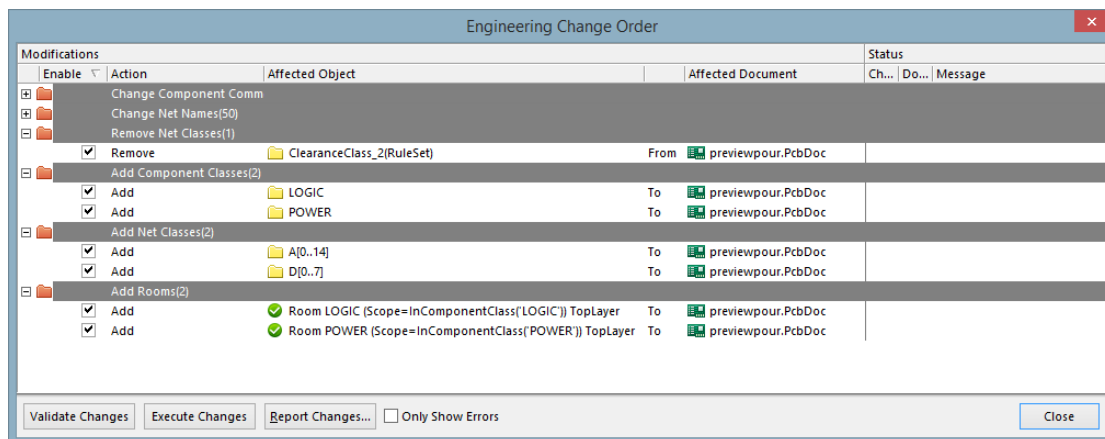 Engineering Change Order
Modifications Status
Enable Action Affected Object Affected Document Ch... Do... Message
Change Component Comm
Change Net Names(50)
Remove Net Classes(1)
Remove ClearanceClass_2(RuleSet) From previewpour.PcbDoc
Add Component Classes(2)
Add LOGIC To previewpour.PcbDoc
Add POWER To previewpour.PcbDoc
Add Net Classes(2)
Add A[0..14] To previewpour.PcbDoc
Add D[0..7] To previewpour.PcbDoc
Add Rooms(2)
Add Room LOGIC (Scope=InComponentClass('LOGIC')) TopLayer To previewpour.PcbDoc
Add Room POWER (Scope=InComponentClass('POWER')) TopLayer To previewpour.PcbDoc
Validate Changes Execute Changes Report Changes... Only Show Errors Close